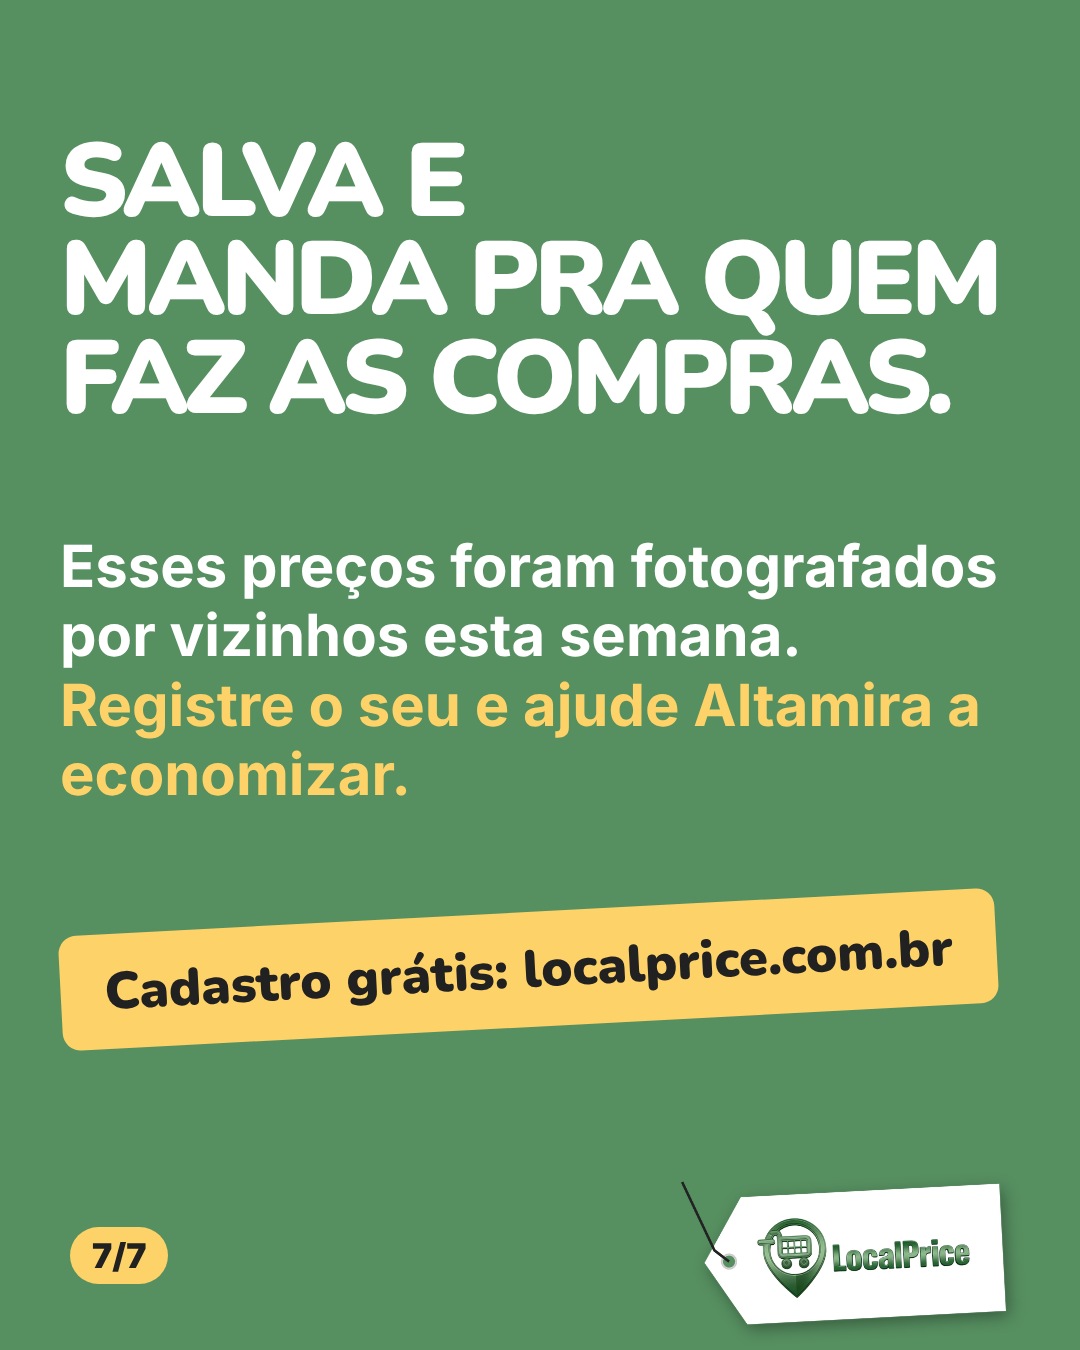 SALVA E
MANDA PRA QUEM
FAZ AS COMPRAS.
Esses preços foram fotografados
por vizinhos esta semana.
Registre o seu e ajude Altamira a
economizar.
Cadastro grátis: localprice.com.br
7/7
LocalPrice